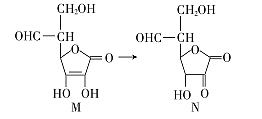 CH₂OH CH₂OH
OHC—C—H OHC—C—H
O O O O
HO OH HO O
M N